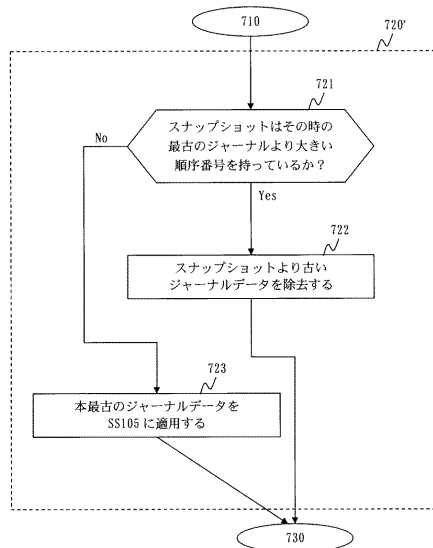 710
720'
721
スナップショットはその時の
最古のジャーナルより大きい
順序番号を持っているか？
No
Yes
722
スナップショットより古い
ジャーナルデータを除去する
723
本最古のジャーナルデータを
SS105に適用する
730